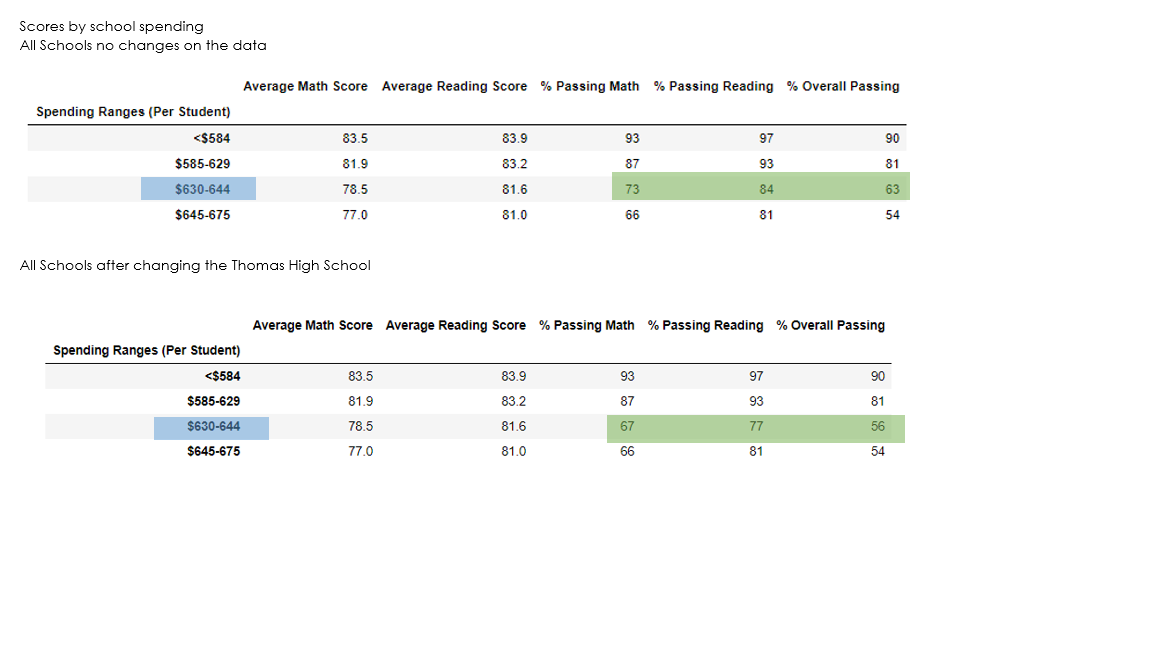 Scores by school spending
All Schools no changes on the data
Average Math Score Average Reading Score % Passing Math % Passing Reading % Overall Passing
Spending Ranges (Per Student)
<$584 83.5 83.9 93 97 90
$585-629 81.9 83.2 87 93 81
$630-644 78.5 81.6 73 84 63
$645-675 77.0 81.0 66 81 54
All Schools after changing the Thomas High School
Average Math Score Average Reading Score % Passing Math % Passing Reading % Overall Passing
Spending Ranges (Per Student)
<$584 83.5 83.9 93 97 90
$585-629 81.9 83.2 87 93 81
$630-644 78.5 81.6 67 77 56
$645-675 77.0 81.0 66 81 54